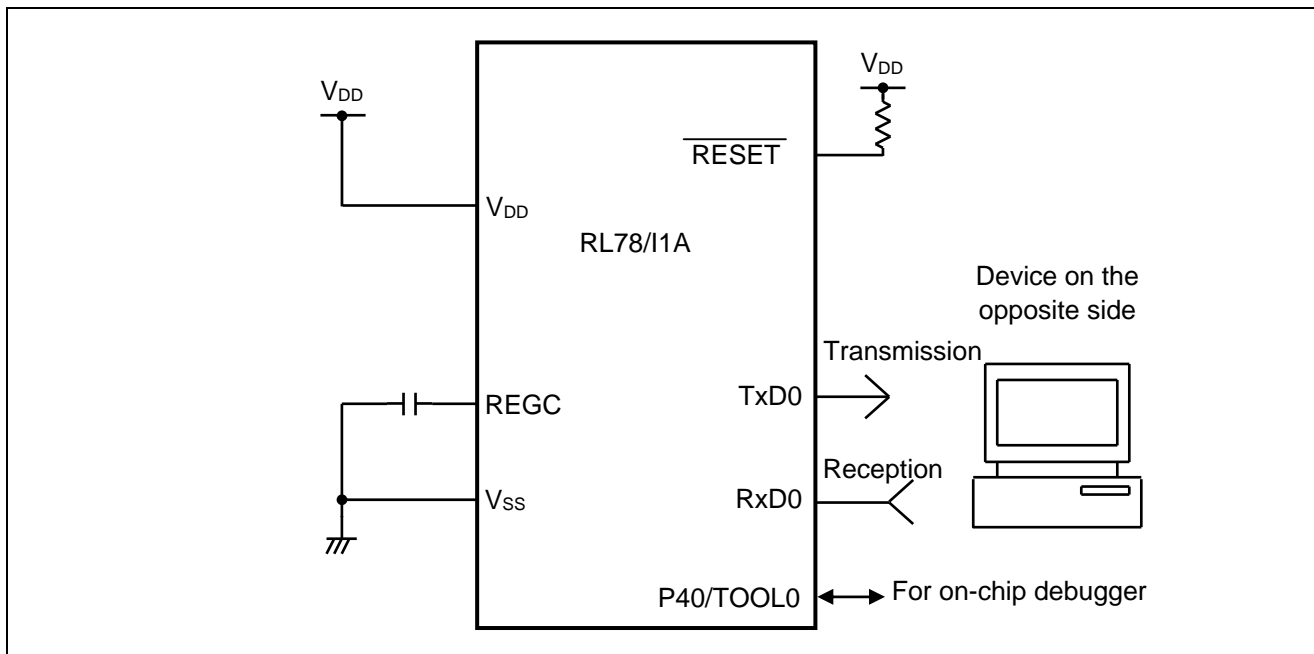 VDD
VDD
RESET
VDD
RL78/I1A
Device on the
opposite side
Transmission
TxD0
REGC
Reception
RxD0
VSS
P40/TOOL0
For on-chip debugger